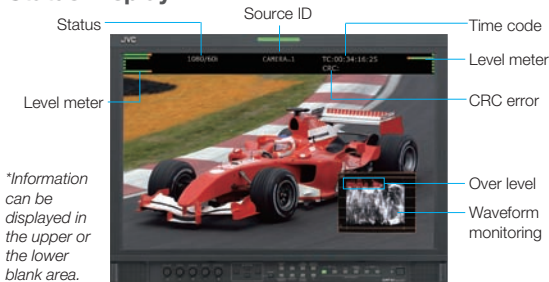 Status
Source ID
Time code
JVC
1080/60i
CAMERA-1
TC:00:34:16:25
CRC:
Level meter
Level meter
CRC error
Over level
Waveform
monitoring
*Information
can be
displayed in
the upper or
the lower
blank area.